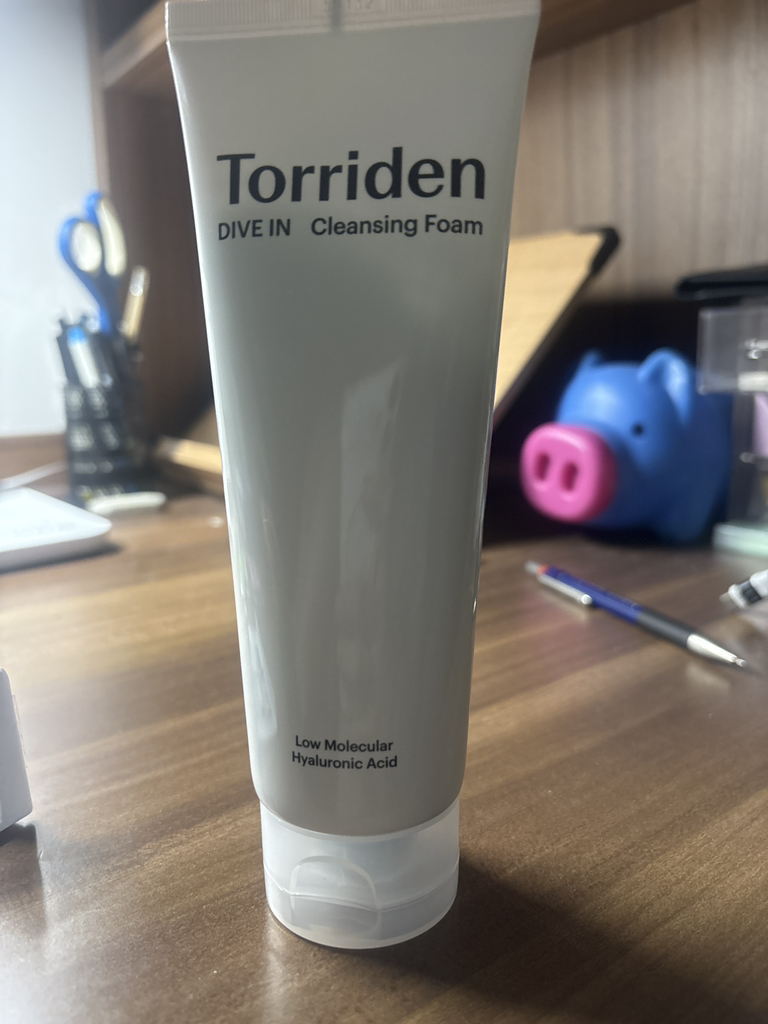 Torriden
DIVE IN Cleansing Foam
Low Molecular
Hyaluronic Acid